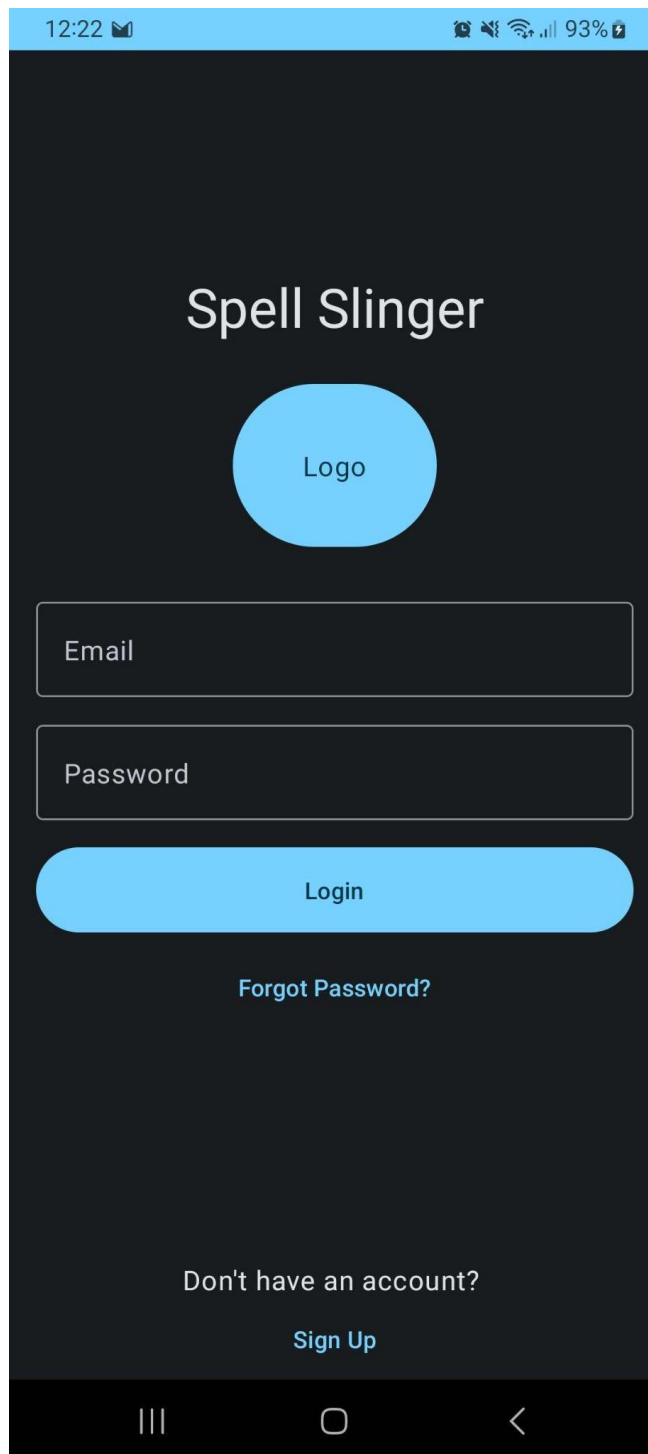 12:22
93%
Spell Slinger
Logo
Email
Password
Login
Forgot Password?
Don't have an account?
Sign Up